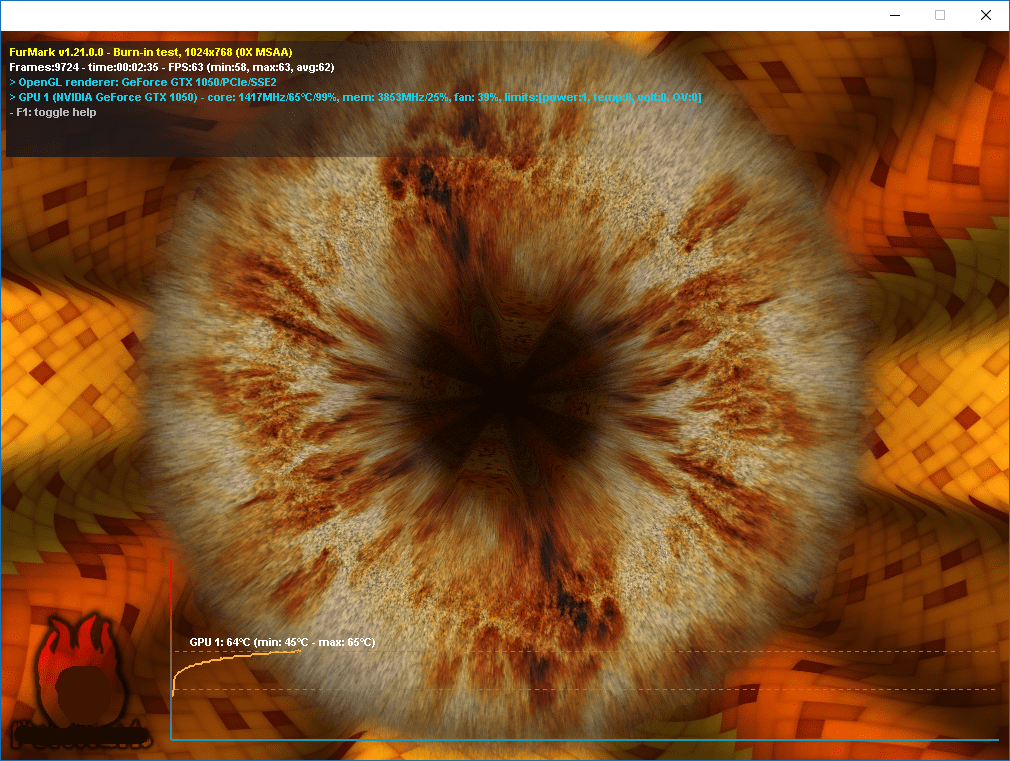 FurMark v1.21.0.0 - Burn-in test, 1024x768 (0X MSAA)
Frames:9724 - time:00:02:35 - FPS:63 (min:58, max:63, avg:62)
> OpenGL renderer: GeForce GTX 1050/PCIe/SSE2
> GPU 1 (NVIDIA GeForce GTX 1050) - core: 1417MHz/65°C/99%, mem: 3853MHz/25%, fan: 39%, limits:[power:1, temp:0, volt:0, OV:0]
- F1: toggle help
GPU 1: 64°C (min: 45°C - max: 65°C)